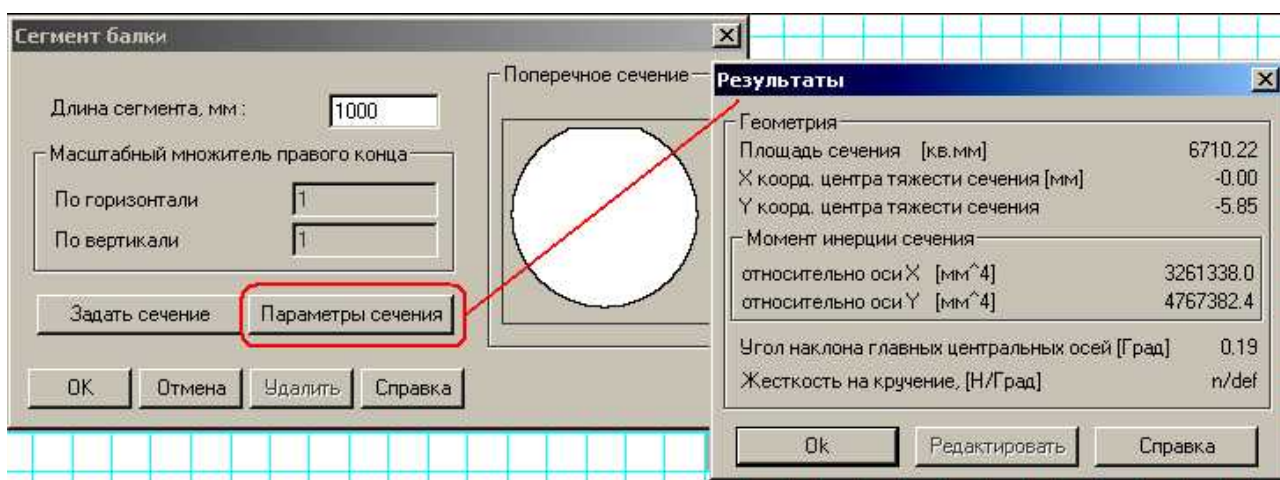 Сегмент балки
Длина сегмента, мм :
1000
Масштабный множитель правого конца
По горизонтали
1
По вертикали
1
Задать сечение
Параметры сечения
OK
Отмена
Удалить
Справка
Поперечное сечение
Результаты
Геометрия
Площадь сечения [кв.мм] 6710.22
X коорд. центра тяжести сечения [мм] -0.00
Y коорд. центра тяжести сечения -5.85
Момент инерции сечения
относительно оси X [мм^4] 3261338.0
относительно оси Y [мм^4] 4767382.4
Угол наклона главных центральных осей [Град] 0.19
Жесткость на кручение, [Н/Град] n/def
Ok
Редактировать
Справка